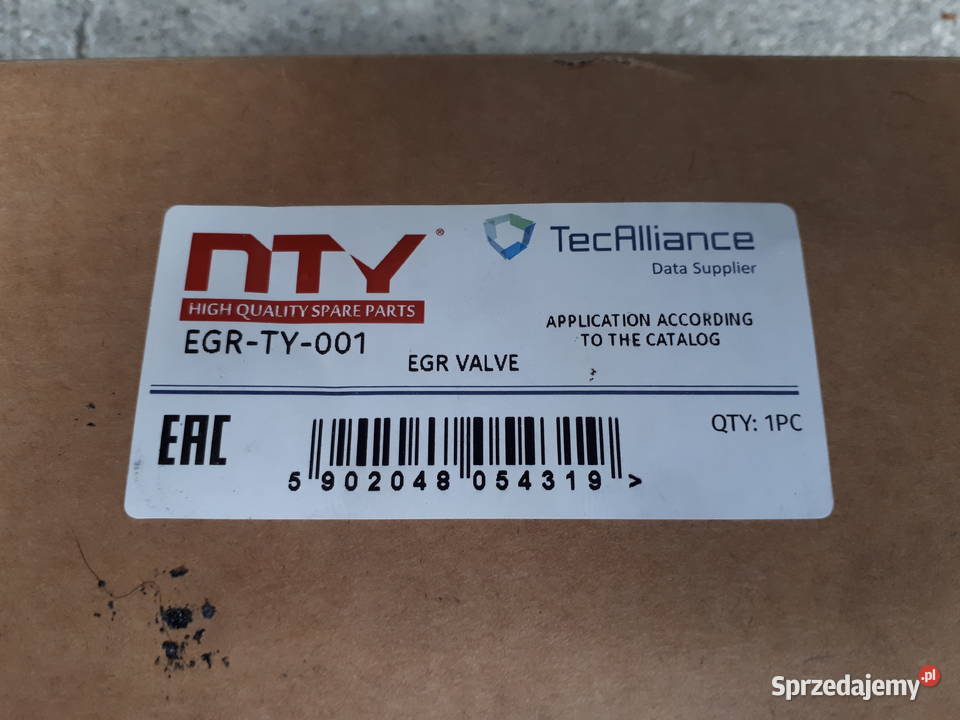 NTY ®
HIGH QUALITY SPARE PARTS
EGR-TY-001
EGR VALVE
TecAlliance
Data Supplier
APPLICATION ACCORDING
TO THE CATALOG
EAC
QTY: 1PC
5 902048 054319 >
Sprzedajemy.pl